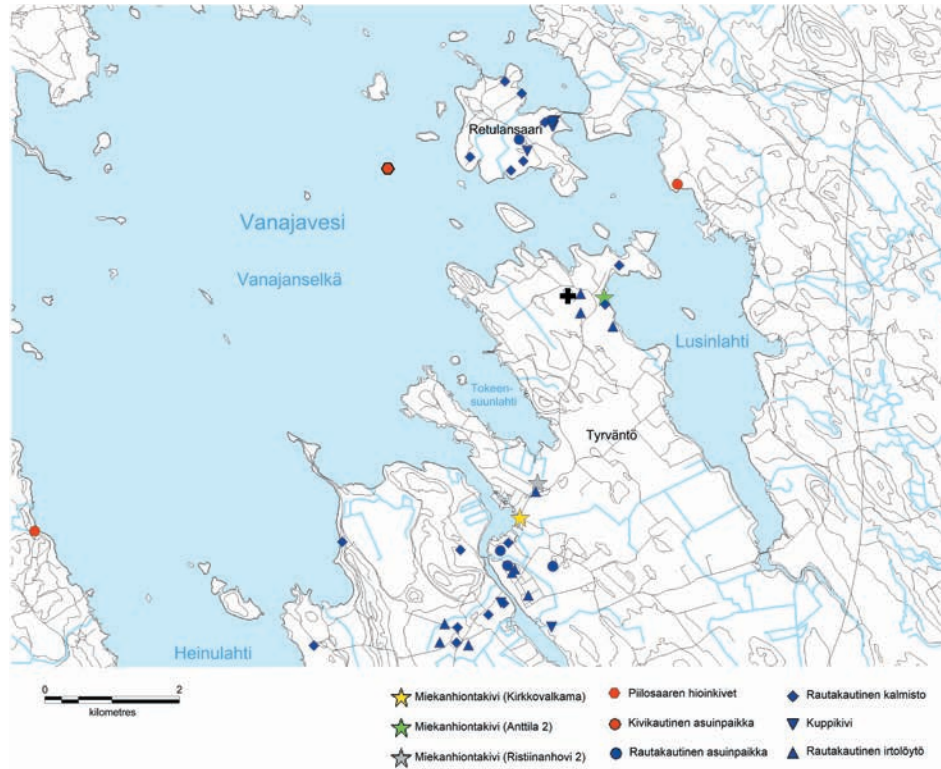 Retulansaari
Vanajavesi
Vanajanselkä
Lusinlahti
Tokeen-
suunlahti
Tyrväntö
Heinulahti
0 2
kilometres
Miekanhiontakivi (Kirkkovalkama)
Miekanhiontakivi (Anttila 2)
Miekanhiontakivi (Ristiinanhovi 2)
Piilosaaren hioinkivet
Kivikautinen asuinpaikka
Rautakautinen asuinpaikka
Rautakautinen kalmisto
Kuppikivi
Rautakautinen irtolöytö